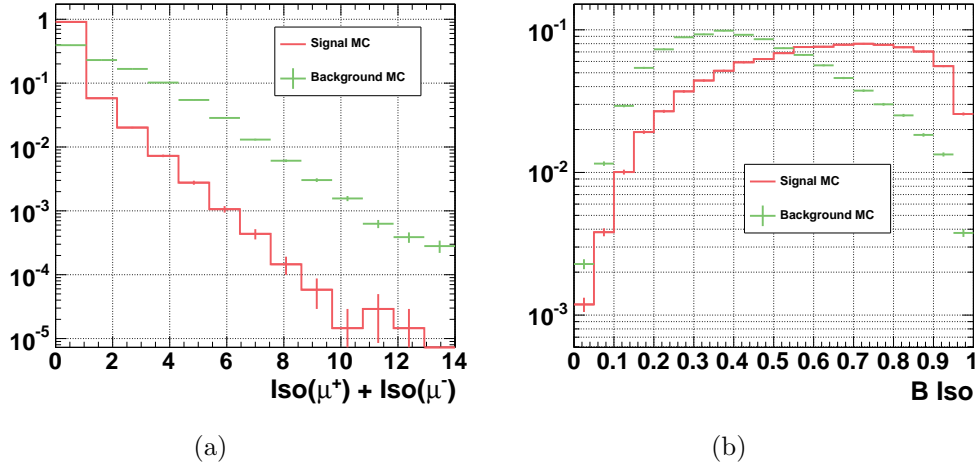 1
10⁻¹
10⁻²
10⁻³
10⁻⁴
10⁻⁵
0 2 4 6 8 10 12 14
Iso(μ⁺) + Iso(μ⁻)
Signal MC
Background MC
(a)
10⁻¹
10⁻²
10⁻³
0 0.1 0.2 0.3 0.4 0.5 0.6 0.7 0.8 0.9 1
B Iso
Signal MC
Background MC
(b)